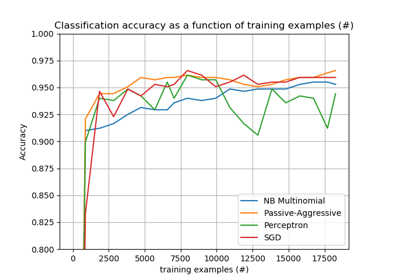 Classification accuracy as a function of training examples (#)
1.000
0.975
0.950
0.925
0.900
0.875
0.850
0.825
0.800
Accuracy
NB Multinomial
Passive-Aggressive
Perceptron
SGD
0 2500 5000 7500 10000 12500 15000 17500
training examples (#)